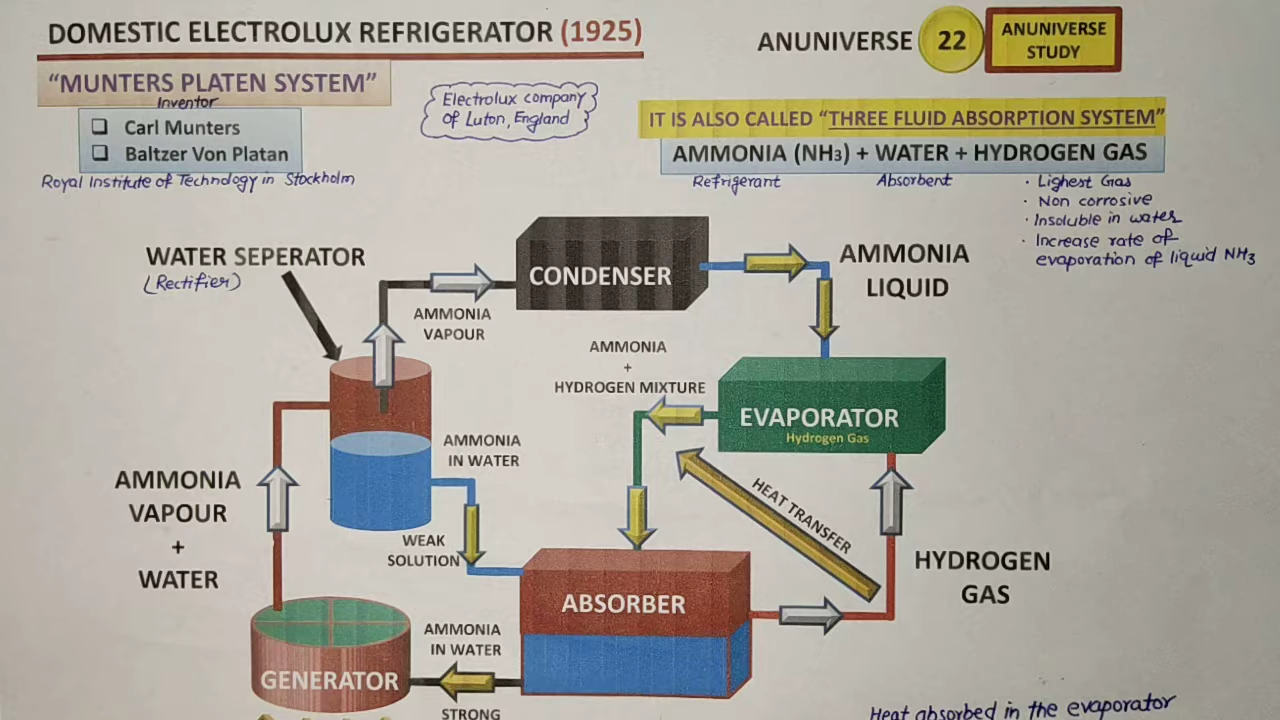 DOMESTIC ELECTROLUX REFRIGERATOR (1925)
ANUNIVERSE 22
ANUNIVERSE
STUDY
“MUNTERS PLATEN SYSTEM”
Inventor
❑ Carl Munters
❑ Baltzer Von Platan
Royal Institute of Technology in Stockholm
Electrolux company
of Luton, England
IT IS ALSO CALLED “THREE FLUID ABSORPTION SYSTEM”
AMMONIA (NH3) + WATER + HYDROGEN GAS
Refrigerant
Absorbent
· Lighest Gas
· Non corrosive
· Insoluble in water
· Increase rate of
evaporation of liquid NH3
WATER SEPERATOR
(Rectifier)
CONDENSER
AMMONIA
LIQUID
AMMONIA
VAPOUR
AMMONIA
+
HYDROGEN MIXTURE
EVAPORATOR
Hydrogen Gas
AMMONIA
IN WATER
AMMONIA
VAPOUR
+
WATER
HEAT TRANSFER
WEAK
SOLUTION
HYDROGEN
GAS
ABSORBER
AMMONIA
IN WATER
GENERATOR
STRONG
Heat absorbed in the evaporator